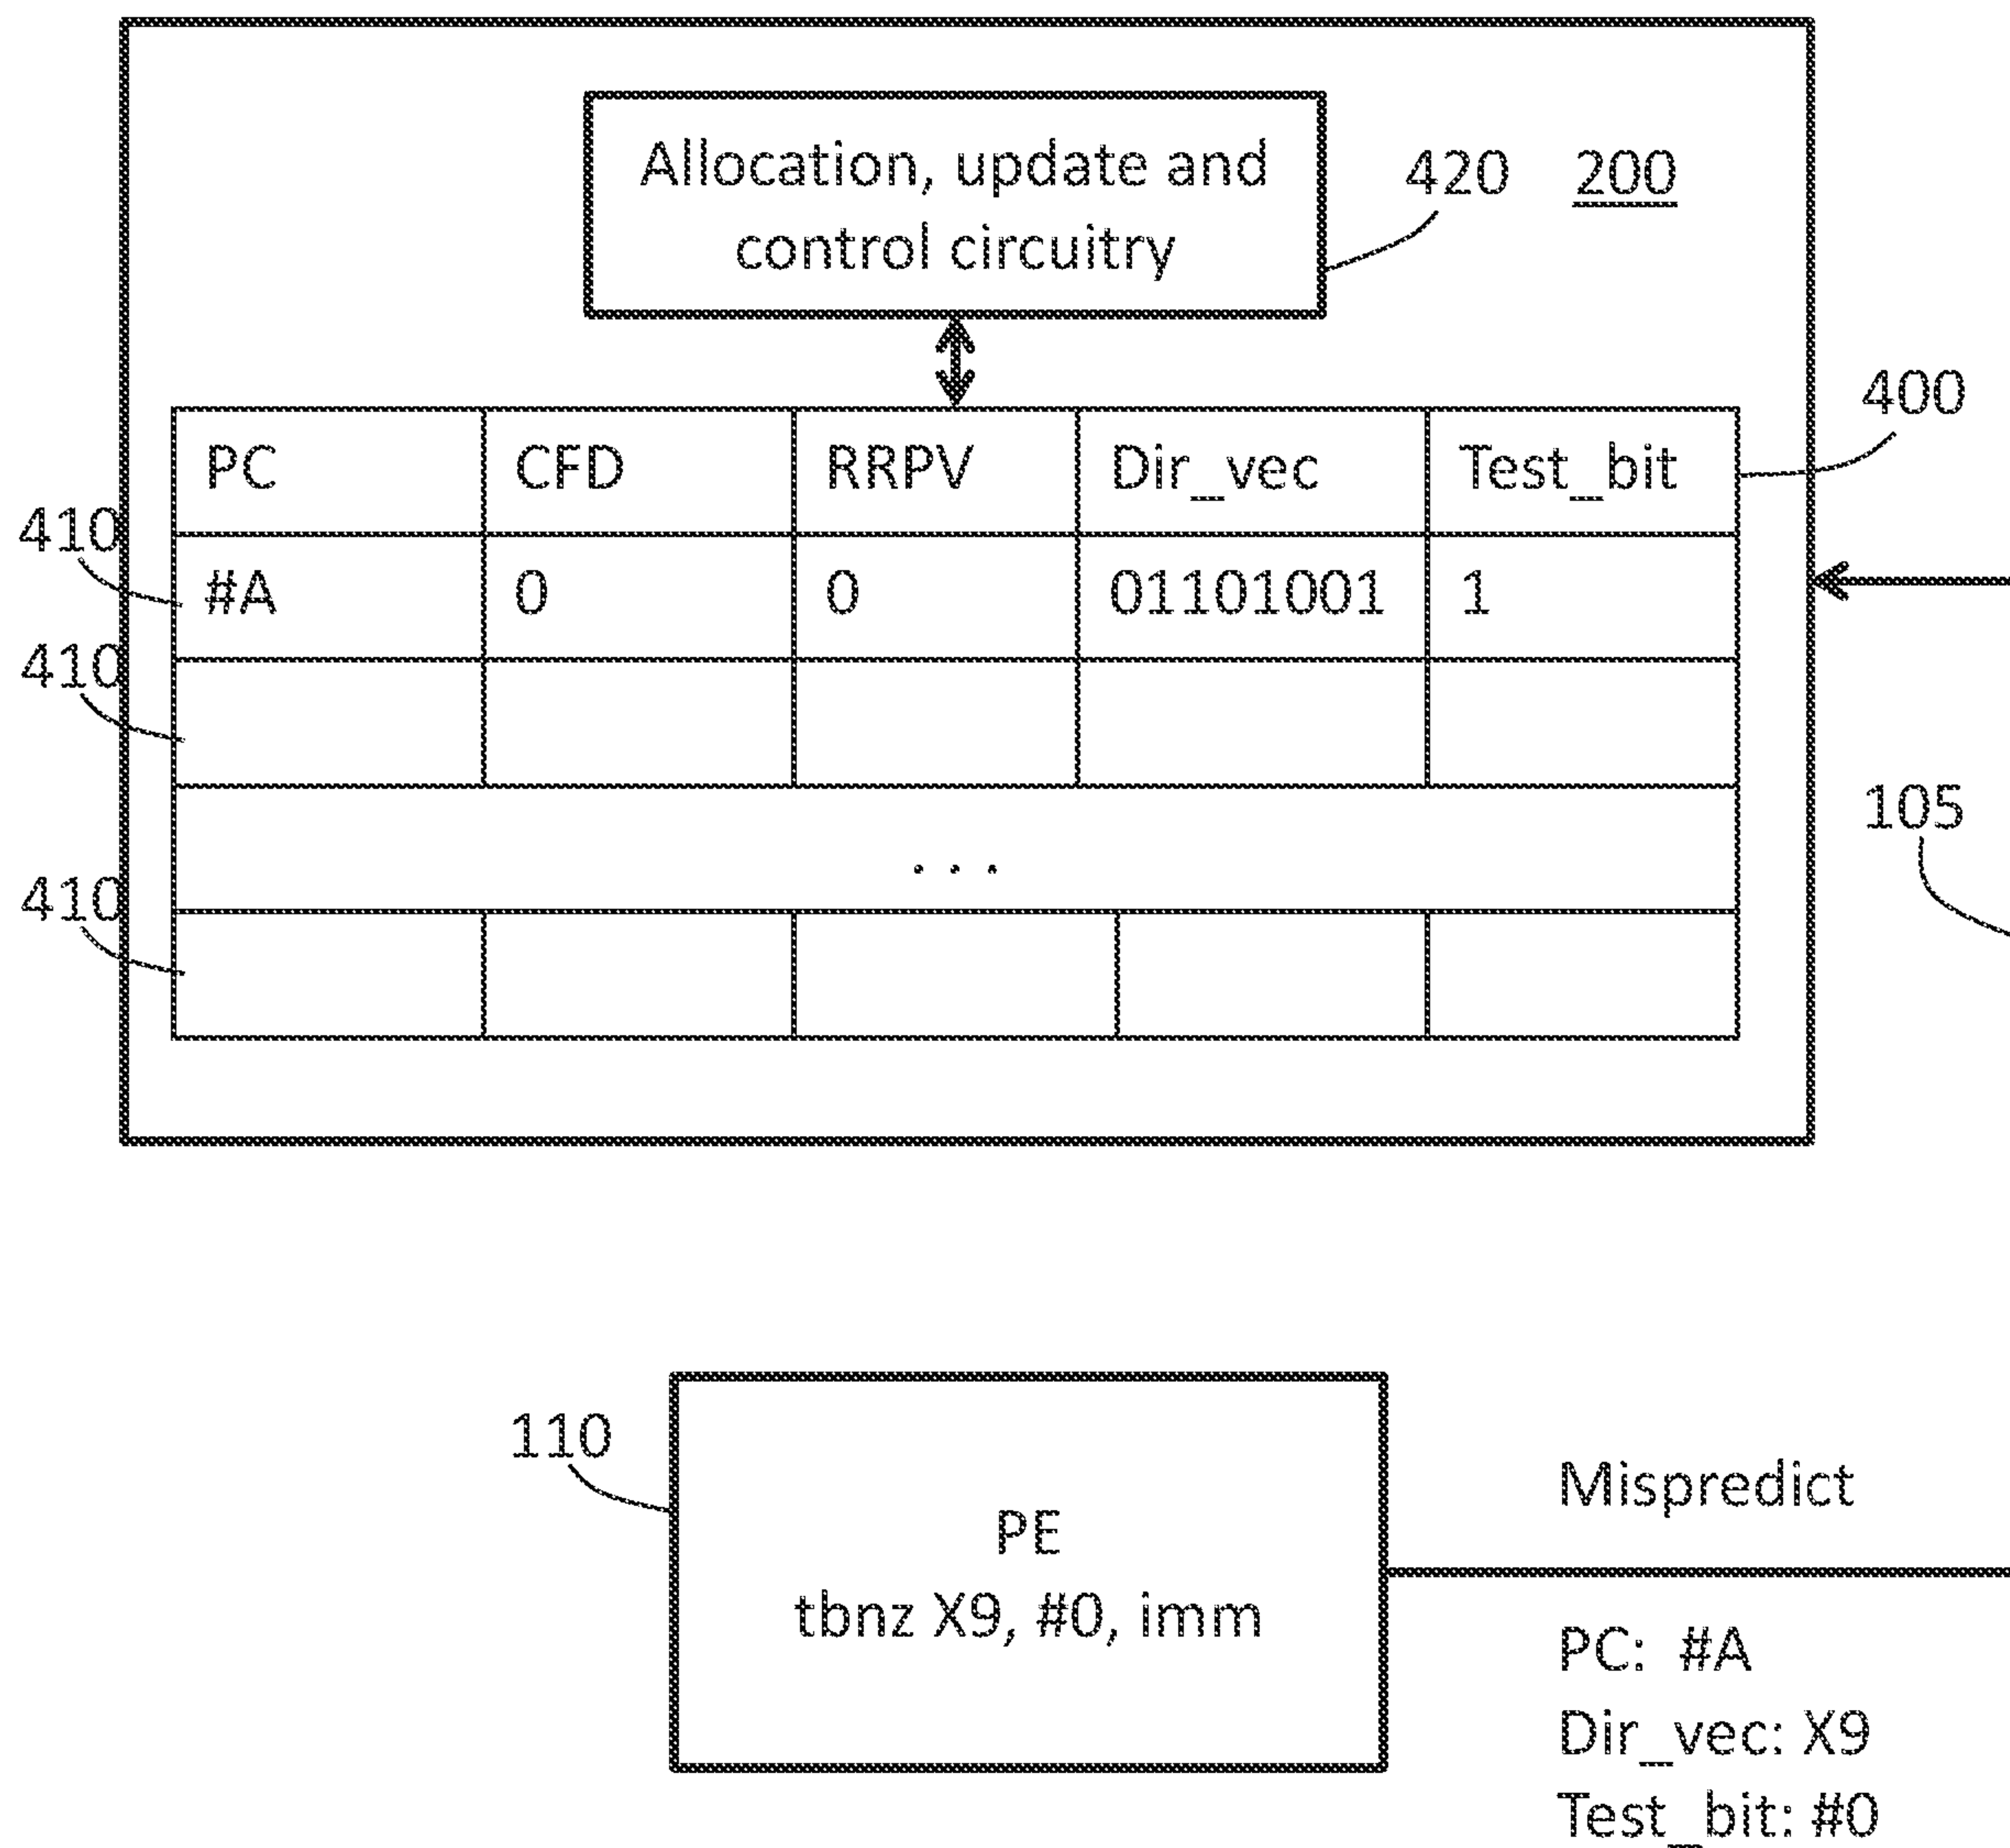 Allocation, update and
control circuitry
420 200
400
PC CFD RRPV Dir_vec Test_bit
410
#A 0 0 01101001 1
410
105
. . .
410
110
PE
tbnz X9, #0, imm
Mispredict
PC: #A
Dir_vec: X9
Test_bit: #0